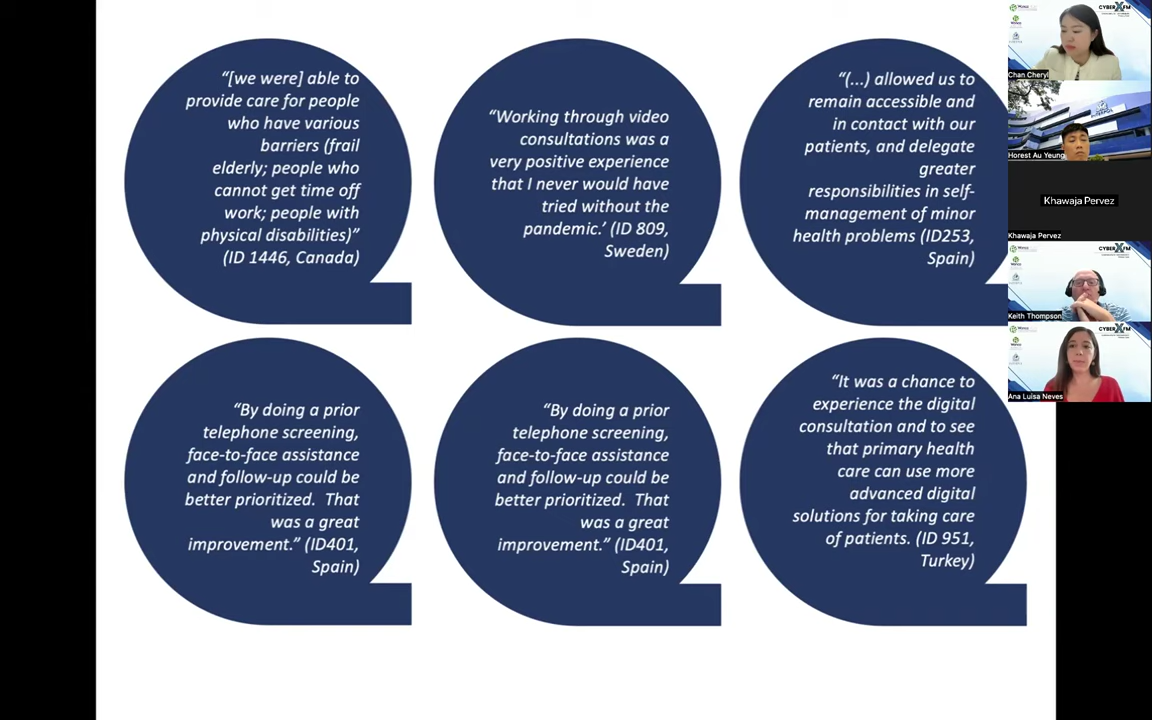 “[we were] able to
provide care for people
who have various
barriers (frail
elderly; people who
cannot get time off
work; people with
physical disabilities)”
(ID 1446, Canada)
“Working through video
consultations was a
very positive experience
that I never would have
tried without the
pandemic.’ (ID 809,
Sweden)
“(...) allowed us to
remain accessible and
in contact with our
patients, and delegate
greater
responsibilities in self-
management of minor
health problems (ID253,
Spain)
“By doing a prior
telephone screening,
face-to-face assistance
and follow-up could be
better prioritized.  That
was a great
improvement.” (ID401,
Spain)
“By doing a prior
telephone screening,
face-to-face assistance
and follow-up could be
better prioritized.  That
was a great
improvement.” (ID401,
Spain)
“It was a chance to
experience the digital
consultation and to see
that primary health
care can use more
advanced digital
solutions for taking care
of patients. (ID 951,
Turkey)
CYBER FM
Chan Cheryl
Horest Au Yeung
Khawaja Pervez
Khawaja Pervez
CYBER FM
Keith Thompson
CYBER FM
Ana Luisa Neves